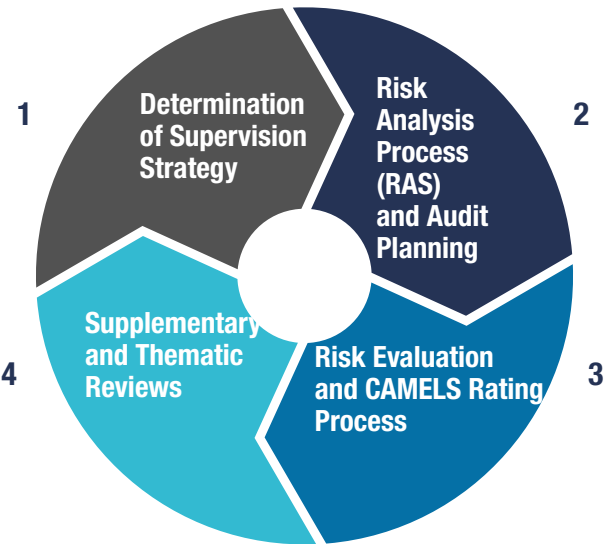 1
Determination
of Supervision
Strategy
2
Risk
Analysis
Process
(RAS)
and Audit
Planning
3
Risk Evaluation
and CAMELS Rating
Process
4
Supplementary
and Thematic
Reviews